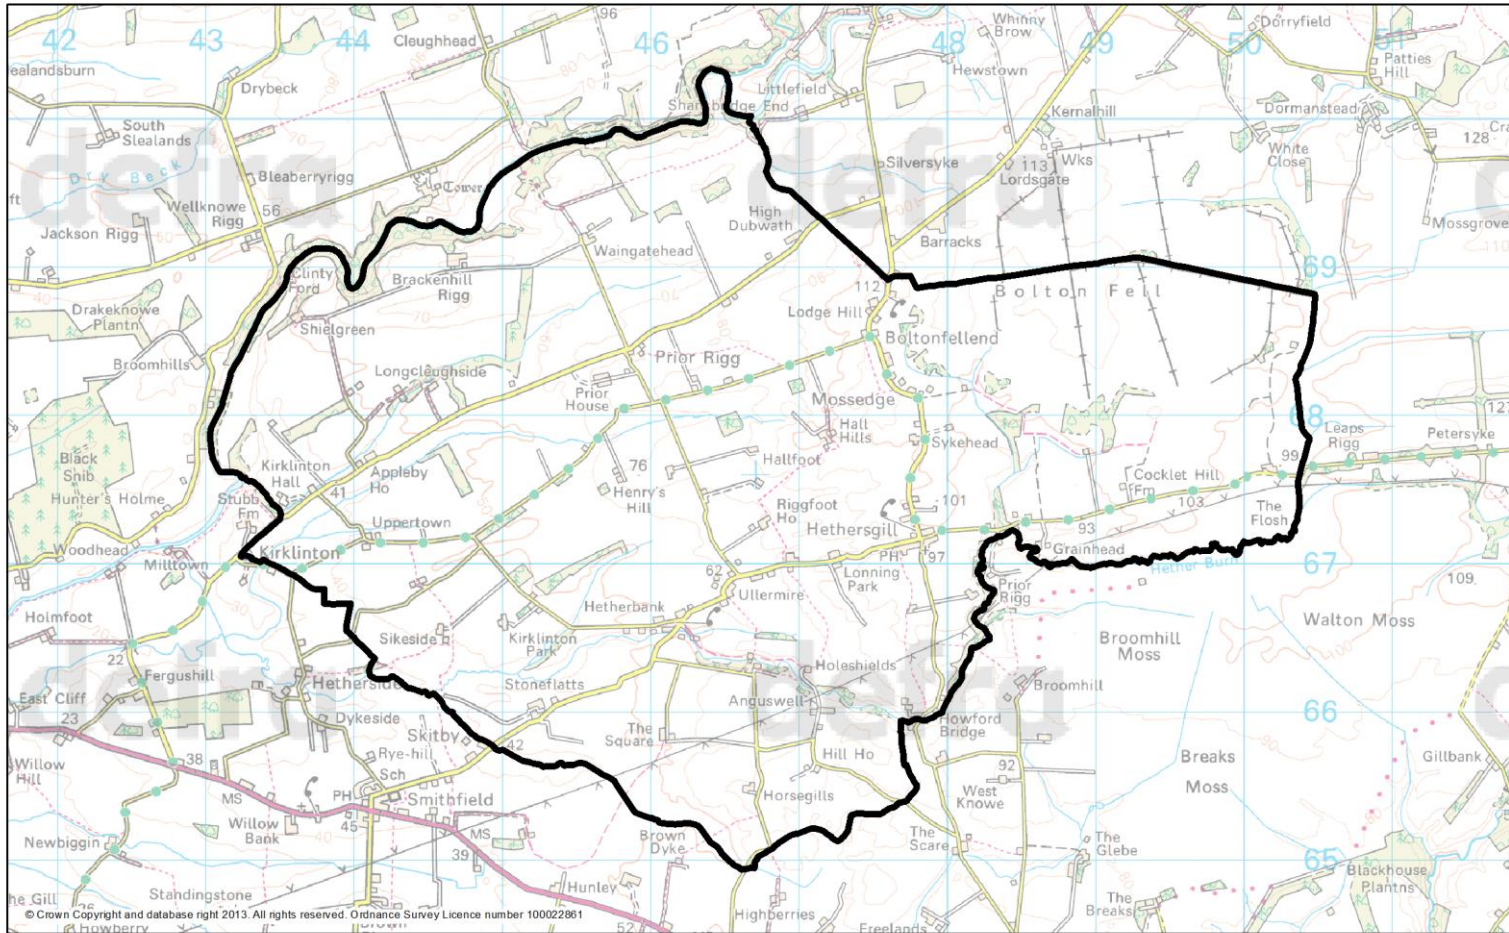 42
43
44
46
48
49
50
51
96
Cleughhead
Whinny
Brow
Dorryfield
Patties
Hill
ealandsburn
Drybeck
Hewstown
Littlefield
End
Kernalhill
Dormanstead
South
Slealands
128
White
Close
Silversyke
Wks
113
Lordsgate
defra
defra
Dry Beck
Bleaberryrigg
Tower
Wellknowe
Rigg
56
Jackson Rigg
High
Dubwath
Barracks
Mossgrove
Waingatehead
Clinty
Ford
Brackenhill
Rigg
69
112
Bolton Fell
Drakeknowe
Plantn
Shielgreen
Lodge Hill
Boltonfellend
Broomhills
Longcleughside
Prior Rigg
Prior
House
Mossedge
Hall
Hills
Sykehead
68
Leaps
Rigg
Petersyke
127
Black
Snib
Kirklinton
Hall
Appleby
Ho
76
Hallfoot
99
Cocklet Hill
Fm
Hunter's Holme
Stubb
Fm
41
Henry's
Hill
Riggfoot
Ho
101
103
The
Flosh
Uppertown
Hethersgill
93
Woodhead
Kirklinton
Milltown
PH
97
Grainhead
67
Hether Burn
62
Lonning
Park
Prior
Rigg
109
Ullermire
Holmfoot
Hetherbank
Sikeside
Kirklinton
Park
Broomhill
Moss
Walton Moss
22
defra
defra
Fergushill
Holeshields
East Cliff
Hetherside
Stoneflatts
Broomhill
23
Anguswell
66
Dykeside
Skitby
42
The
Square
Howford
Bridge
Rye-hill
Willow
Hill
38
Hill Ho
Breaks
Moss
Gillbank
Sch
92
MS
PH
Smithfield
Horsegills
West
Knowe
Willow
Bank
45
MS
Newbiggin
39
Brown
Dyke
The
Scare
The
Glebe
65
Blackhouse
Plantns
he Gill
Standingstone
Hunley
The
Breaks
© Crown Copyright and database right 2013. All rights reserved. Ordnance Survey Licence number 100022861
Howberry
52
Highberries
Freelands